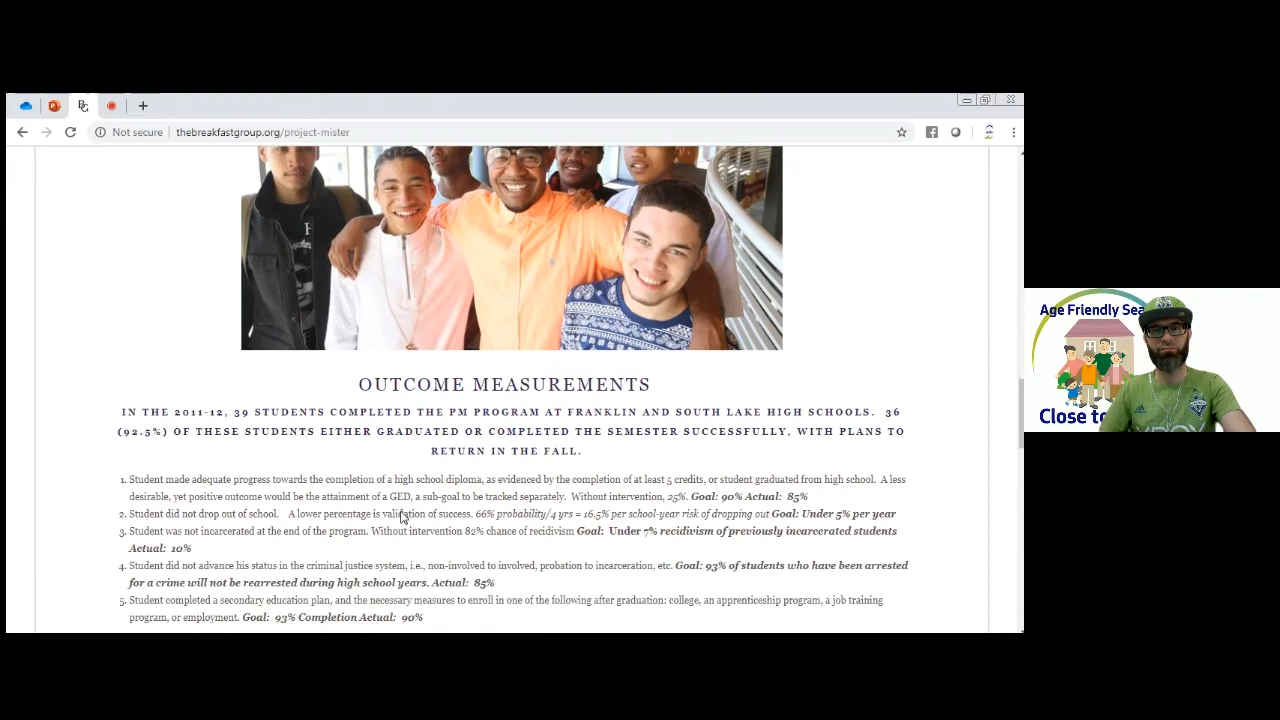 Not secure
thebreakfastgroup.org/project-mister
OUTCOME MEASUREMENTS
IN THE 2011-12, 39 STUDENTS COMPLETED THE PM PROGRAM AT FRANKLIN AND SOUTH LAKE HIGH SCHOOLS. 36
(92.5%) OF THESE STUDENTS EITHER GRADUATED OR COMPLETED THE SEMESTER SUCCESSFULLY, WITH PLANS TO
RETURN IN THE FALL.
1. Student made adequate progress towards the completion of a high school diploma, as evidenced by the completion of at least 5 credits, or student graduated from high school. A less
desirable, yet positive outcome would be the attainment of a GED, a sub-goal to be tracked separately. Without intervention, 25%. Goal: 90% Actual: 85%
2. Student did not drop out of school. A lower percentage is validation of success. 66% probability/4 yrs = 16.5% per school-year risk of dropping out Goal: Under 5% per year
3. Student was not incarcerated at the end of the program. Without intervention 82% chance of recidivism Goal: Under 7% recidivism of previously incarcerated students
Actual: 10%
4. Student did not advance his status in the criminal justice system, i.e., non-involved to involved, probation to incarceration, etc. Goal: 93% of students who have been arrested
for a crime will not be rearrested during high school years. Actual: 85%
5. Student completed a secondary education plan, and the necessary measures to enroll in one of the following after graduation: college, an apprenticeship program, a job training
program, or employment. Goal: 93% Completion Actual: 90%
Age Friendly Sea
Close to